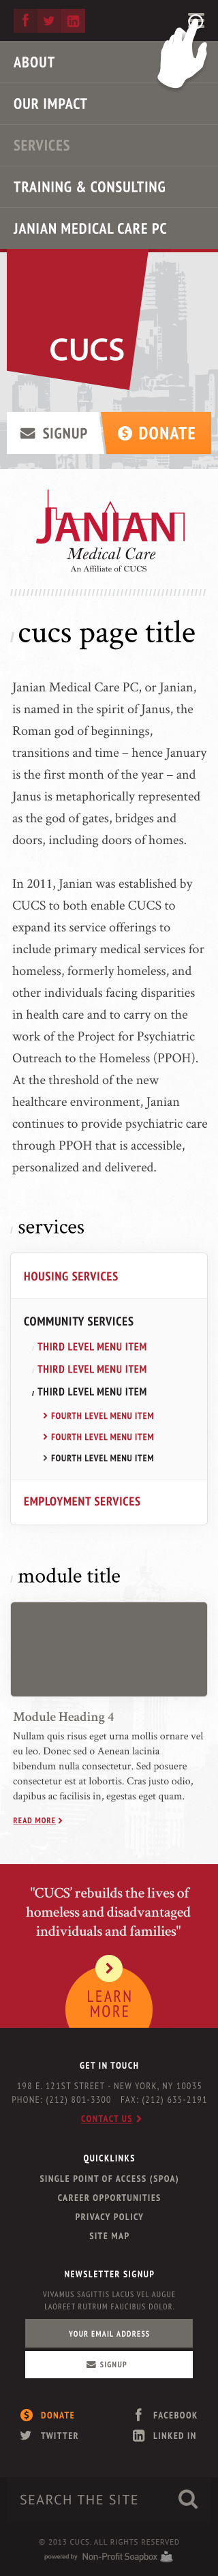 ABOUT
OUR IMPACT
SERVICES
TRAINING & CONSULTING
JANIAN MEDICAL CARE PC
CUCS
SIGNUP
DONATE
JANIAN
Medical Care
An Affiliate of CUCS
cucs page title
Janian Medical Care PC, or Janian,
is named in the spirit of Janus, the
Roman god of beginnings,
transitions and time – hence January
is the first month of the year – and
Janus is metaphorically represented
as the god of gates, bridges and
doors, including doors of homes.
In 2011, Janian was established by
CUCS to both enable CUCS to
expand its service offerings to
include many medical services for
homeless, formerly homeless, and
other individuals facing disparities
in health care and to carry on the
work of the Project for Psychiatric
Outreach to the Homeless (PPOH).
At the threshold of the new
healthcare environment, Janian
continues to provide psychiatric care
through PPOH that is accessible,
personalized and delivered.
/ services
HOUSING SERVICES
COMMUNITY SERVICES
/ THIRD LEVEL MENU ITEM
/ THIRD LEVEL MENU ITEM
/ THIRD LEVEL MENU ITEM
> FOURTH LEVEL MENU ITEM
> FOURTH LEVEL MENU ITEM
> FOURTH LEVEL MENU ITEM
EMPLOYMENT SERVICES
/ module title
Module Heading 4
Nullam quis risus eget urna mollis ornare vel
eu leo. Donec sed o Aenean lacinia
bibendum nulla consectetur. Sed posuere
consectetur est at lobortis. Cras justo odio,
dapibus ac facilisis in, egestas eget quam.
READ MORE >
"CUCS' rebuilds the lives of
homeless and disadvantaged
individuals and families"
LEARN
MORE
GET IN TOUCH
198 E. 121ST STREET - NEW YORK, NY 10035
PHONE: (212) 801-3300 FAX: (212) 635-2191
CONTACT US >
QUICKLINKS
SINGLE POINT OF ACCESS (SPOA)
CAREER OPPORTUNITIES
PRIVACY POLICY
SITE MAP
NEWSLETTER SIGNUP
VIVAMUS SAGITTIS LACUS VEL AUGUE
LAOREET RUTRUM FAUCIBUS DOLOR.
YOUR EMAIL ADDRESS
SIGNUP
DONATE
FACEBOOK
TWITTER
LINKED IN
SEARCH THE SITE
© 2013 CUCS. ALL RIGHTS RESERVED
powered by Non-Profit Soapbox